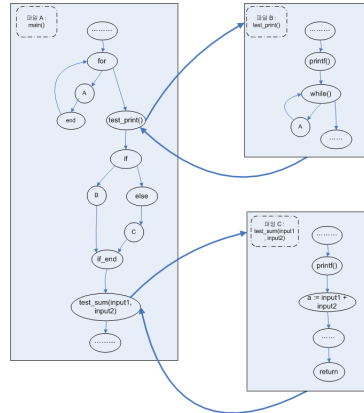 파일 A :
main()
………
for
A
end
test_print()
if
B
else
C
if_end
test_sum(input1,
input2)
………
파일 B :
test_print()
………
printf()
while()
A
……
파일 C :
test_sum(input1
, input2)
………
printf()
a := input1 +
input2
……
return